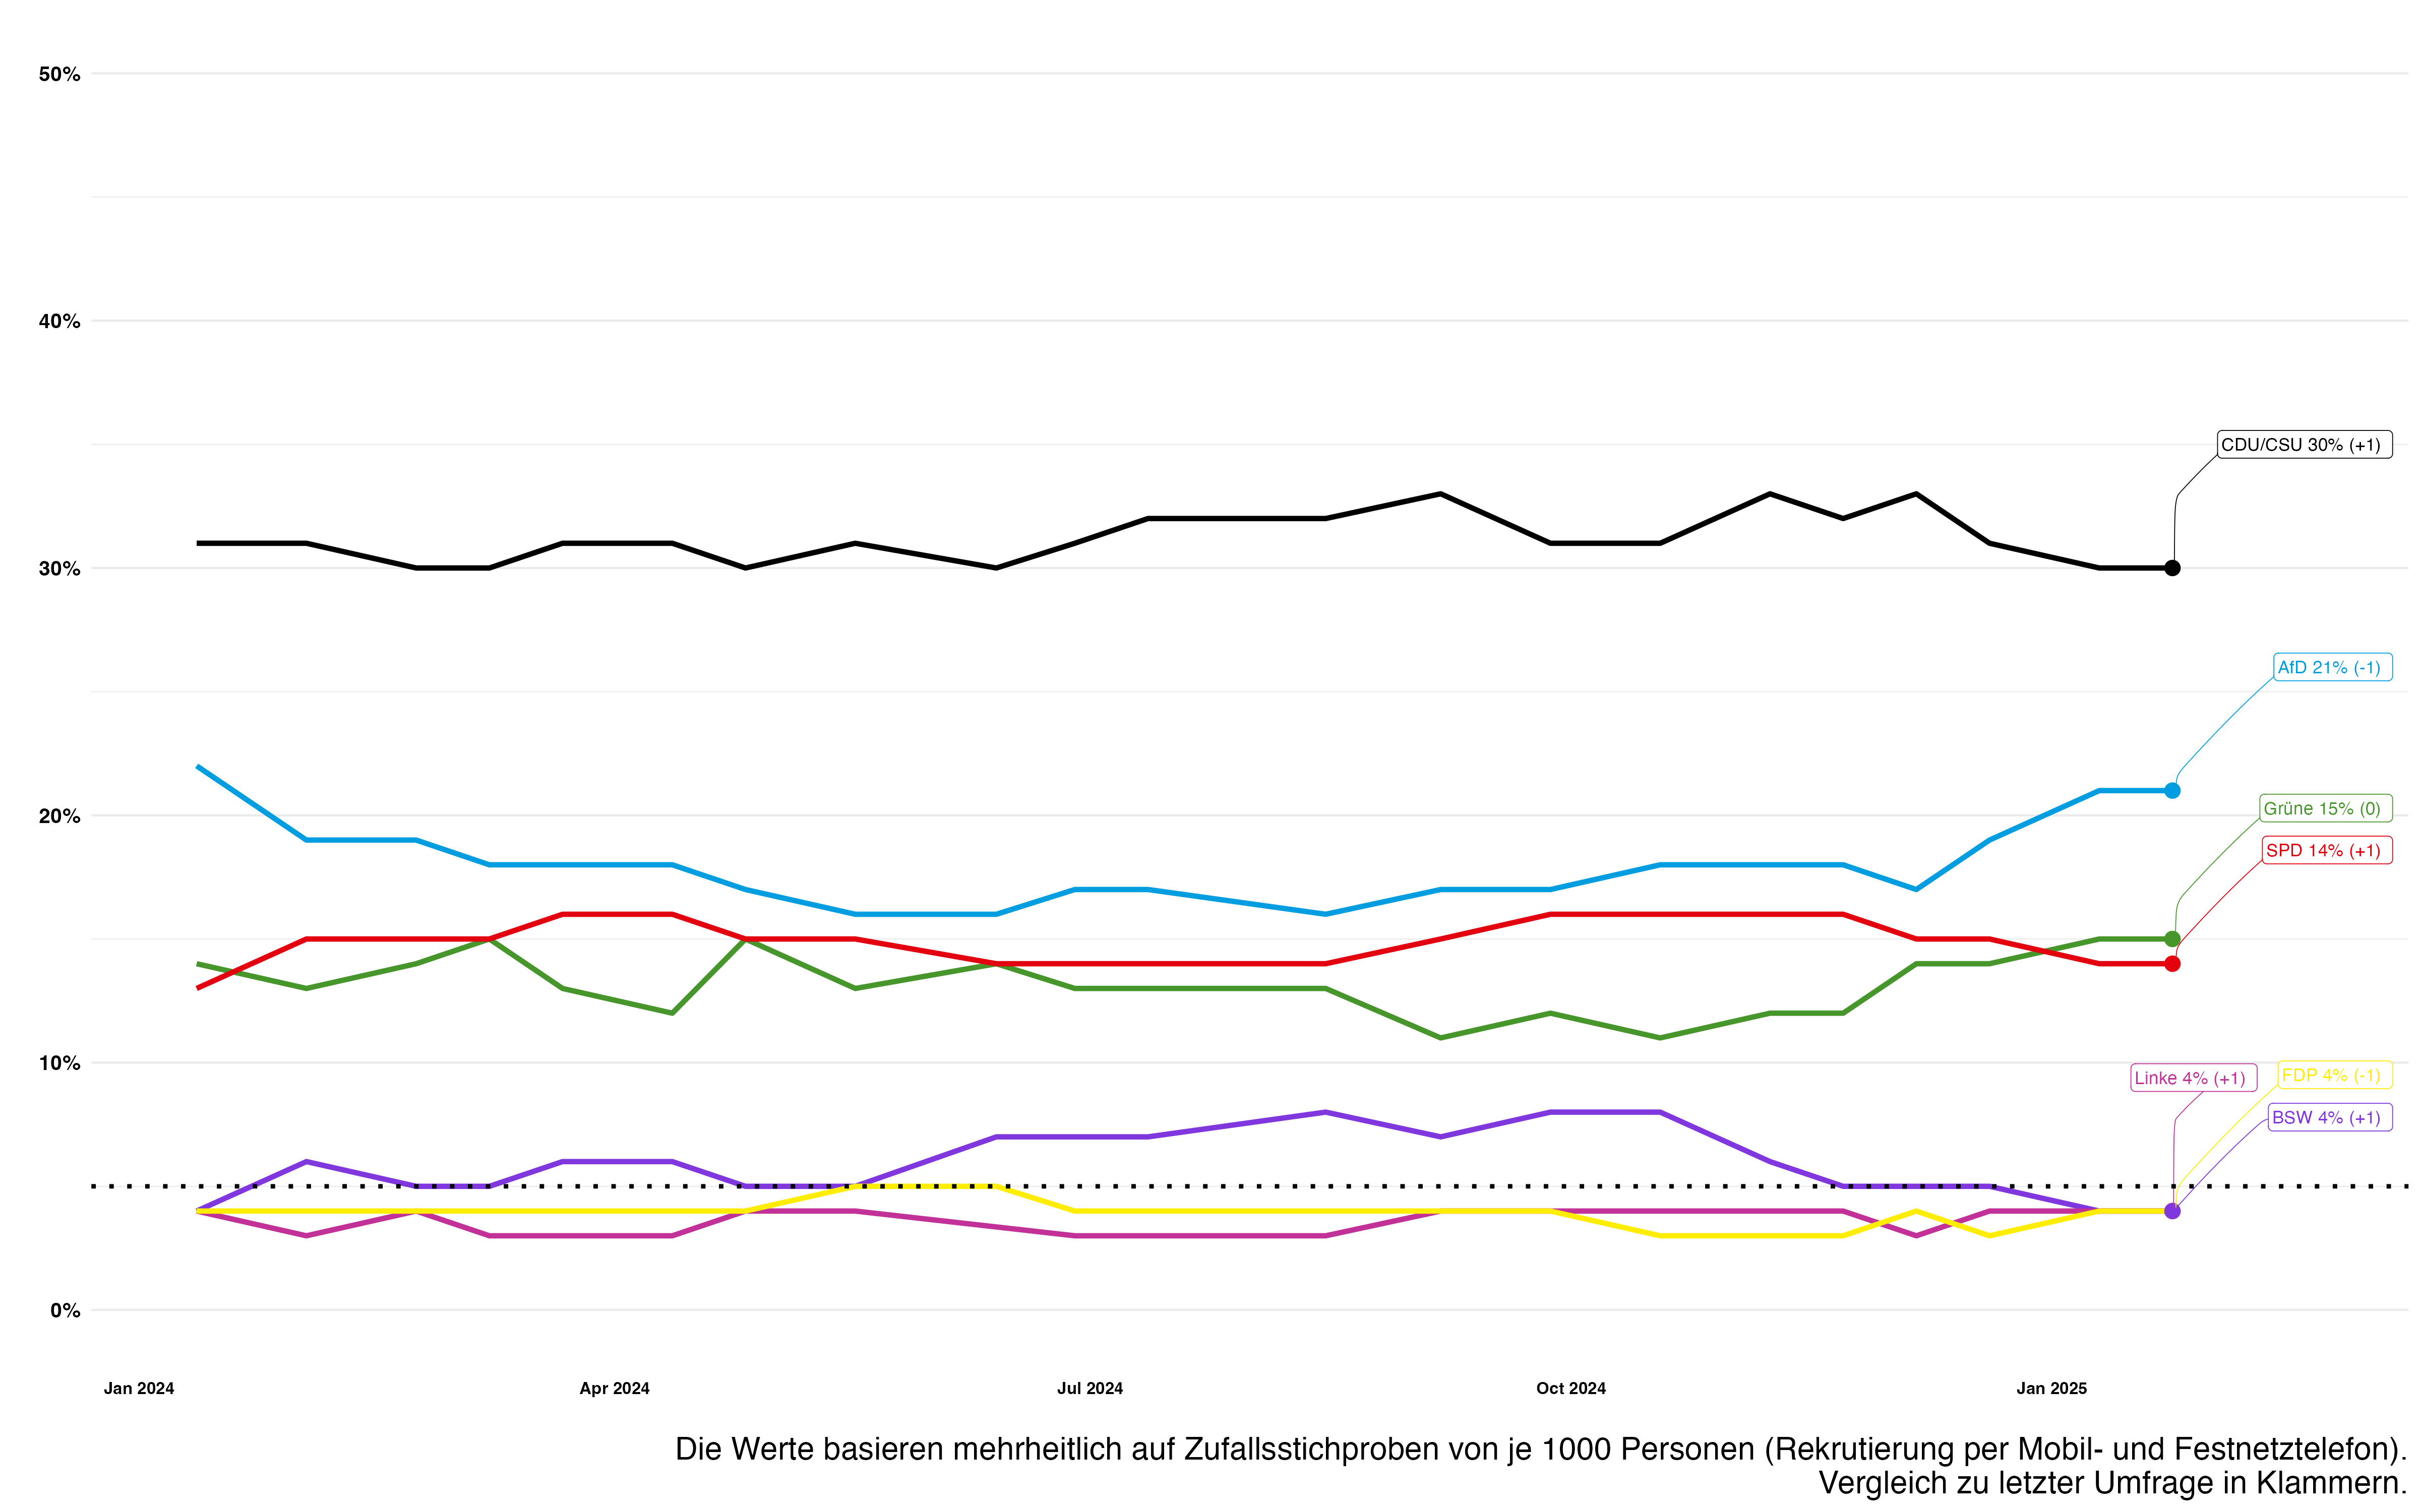 50%
40%
30%
20%
10%
0%
CDU/CSU 30% (+1)
AfD 21% (-1)
Grüne 15% (0)
SPD 14% (+1)
Linke 4% (+1)
FDP 4% (-1)
BSW 4% (+1)
Jan 2024
Apr 2024
Jul 2024
Oct 2024
Jan 2025
Die Werte basieren mehrheitlich auf Zufallsstichproben von je 1000 Personen (Rekrutierung per Mobil- und Festnetztelefon).
Vergleich zu letzter Umfrage in Klammern.